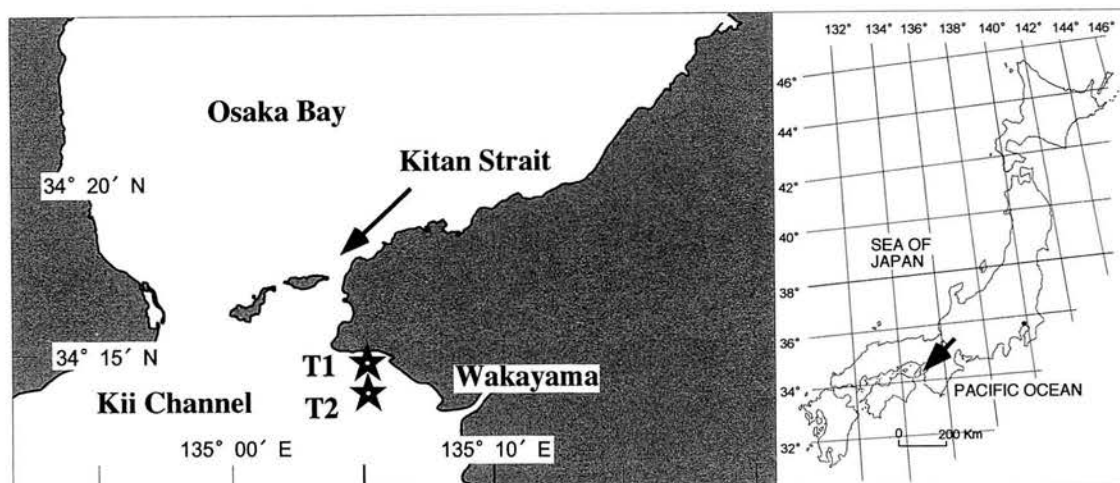 Osaka Bay
Kitan Strait
34° 20′ N
34° 15′ N
T1
Wakayama
Kii Channel
T2
135° 00′ E
135° 10′ E
132° 134° 136° 138° 140° 142° 144° 146°
46°
44°
42°
40°
SEA OF
JAPAN
38°
36°
34°
PACIFIC OCEAN
32°
0 200 Km